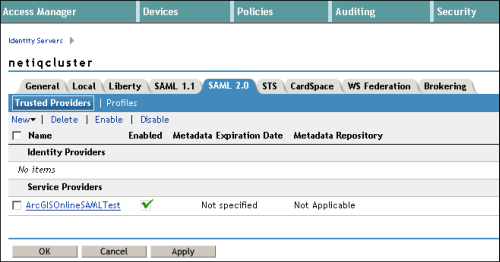 Access Manager Devices Policies Auditing Security
Identity Servers
netiqcluster
General Local Liberty SAML 1.1 SAML 2.0 STS CardSpace WS Federation Brokering
Trusted Providers | Profiles
New | Delete | Enable | Disable
Name Enabled Metadata Expiration Date Metadata Repository
Identity Providers
No items
Service Providers
ArcGISOnlineSAMLTest Not specified Not Applicable
OK Cancel Apply